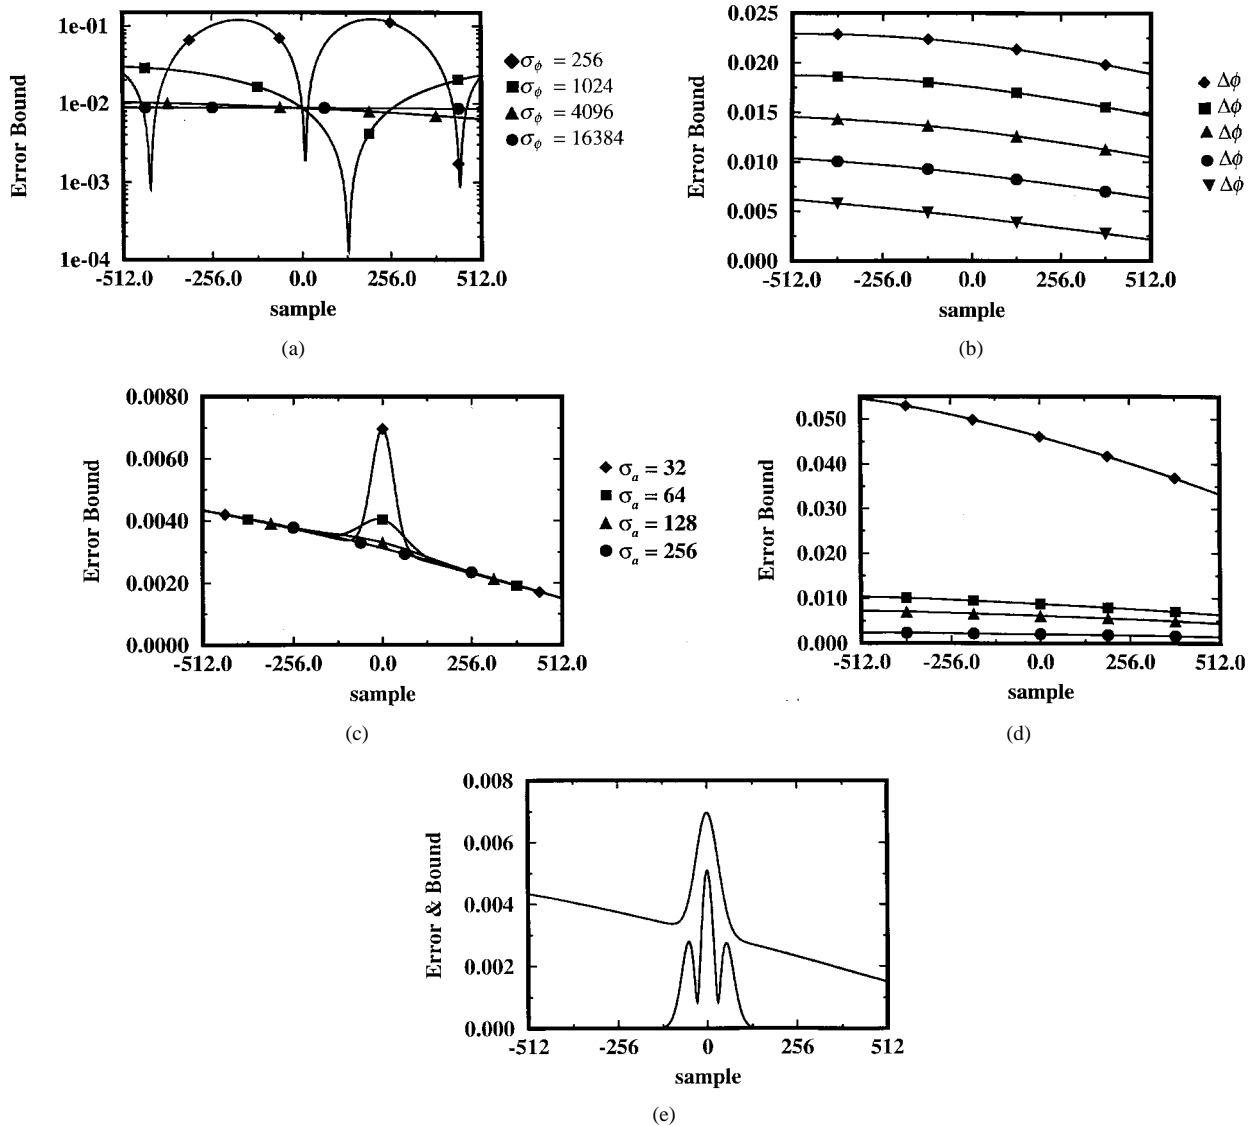 1e-01
1e-02
1e-03
1e-04
Error Bound
-512.0 -256.0 0.0 256.0 512.0
sample
σϕ = 256
σϕ = 1024
σϕ = 4096
σϕ = 16384
(a)
0.025
0.020
0.015
0.010
0.005
0.000
Error Bound
-512.0 -256.0 0.0 256.0 512.0
sample
Δϕ
Δϕ
Δϕ
Δϕ
Δϕ
(b)
0.0080
0.0060
0.0040
0.0020
0.0000
Error Bound
-512.0 -256.0 0.0 256.0 512.0
sample
σa = 32
σa = 64
σa = 128
σa = 256
(c)
0.050
0.040
0.030
0.020
0.010
0.000
Error Bound
-512.0 -256.0 0.0 256.0 512.0
sample
(d)
0.008
0.006
0.004
0.002
0.000
Error & Bound
-512 -256 0 256 512
sample
(e)